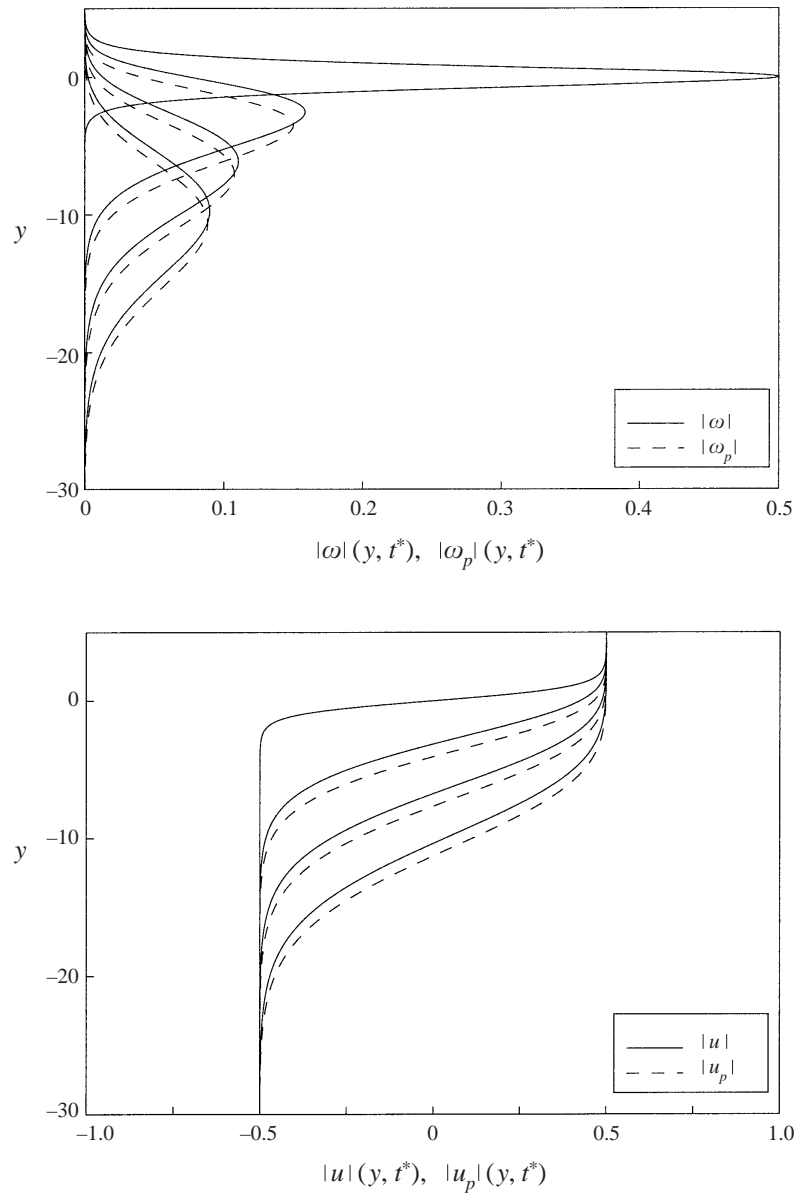 0
–10
y
–20
–30
|ω|
|ω_p|
0
0.1
0.2
0.3
0.4
0.5
|ω|(y, t*), |ω_p|(y, t*)
0
–10
y
–20
–30
|u|
|u_p|
–1.0
–0.5
0
0.5
1.0
|u|(y, t*), |u_p|(y, t*)